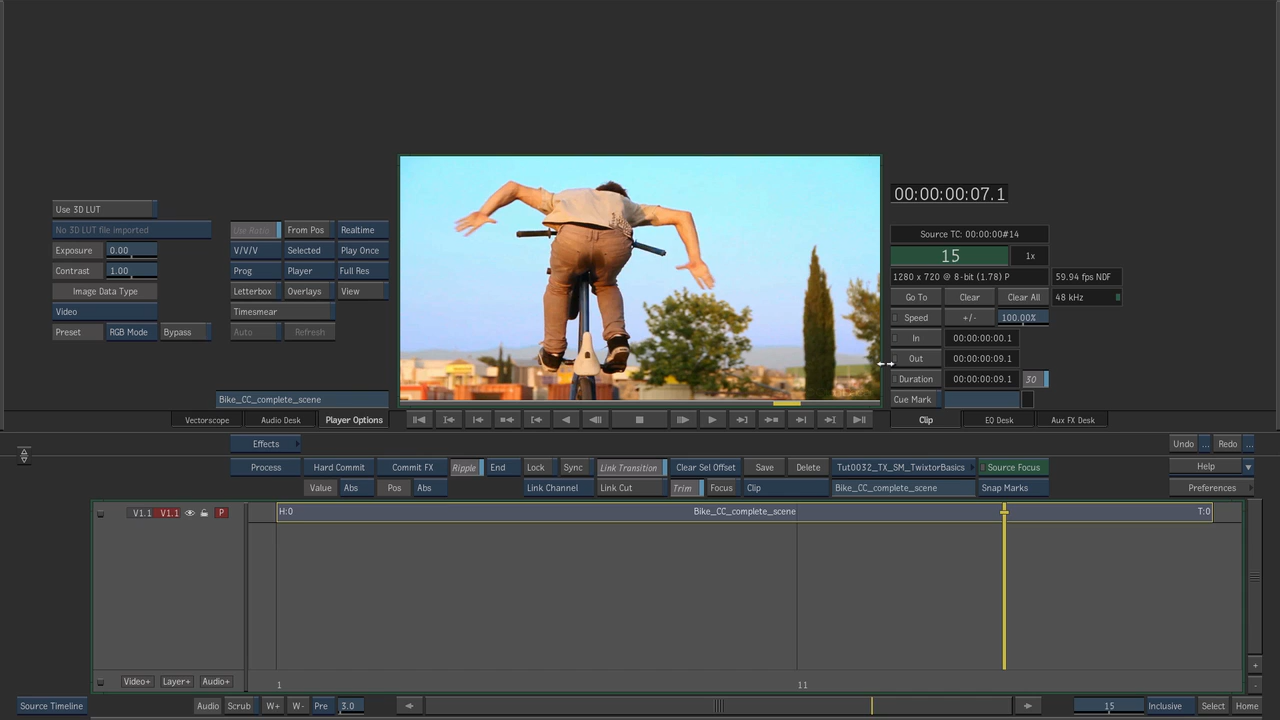 00:00:00:07.1
Use 3D LUT
No 3D LUT file imported
Use Ratio From Pos Realtime
Source TC: 00:00:00#14
Exposure 0.00
V/V/V Selected Play Once
15 1x
Contrast 1.00
Prog Player Full Res
1280 x 720 @ 8-bit (1.78) P 59.94 fps NDF
Image Data Type
Letterbox Overlays View
Go To Clear Clear All 48 kHz
Video
Timesmear
Speed +/- 100.00%
Preset RGB Mode Bypass
Auto Refresh
In 00:00:00:00.1
Out 00:00:00:09.1
Duration 00:00:00:09.1 30
Bike_CC_complete_scene
Cue Mark
Vectorscope Audio Desk Player Options
Clip EQ Desk Aux FX Desk
Effects
Undo ... Redo ...
Process Hard Commit Commit FX Ripple End Lock Sync Link Transition Clear Sel Offset Save Delete Tut0032_TX_SM_TwixtorBasics Source Focus Help
Value Abs Pos Abs Link Channel Link Cut Trim Focus Clip Bike_CC_complete_scene Snap Marks Preferences
V1.1 V1.1 P
H:0 Bike_CC_complete_scene T:0
Video+ Layer+ Audio+
1 11
+
-
Source Timeline Audio Scrub W+ W- Pre 3.0 15 Inclusive Select Home